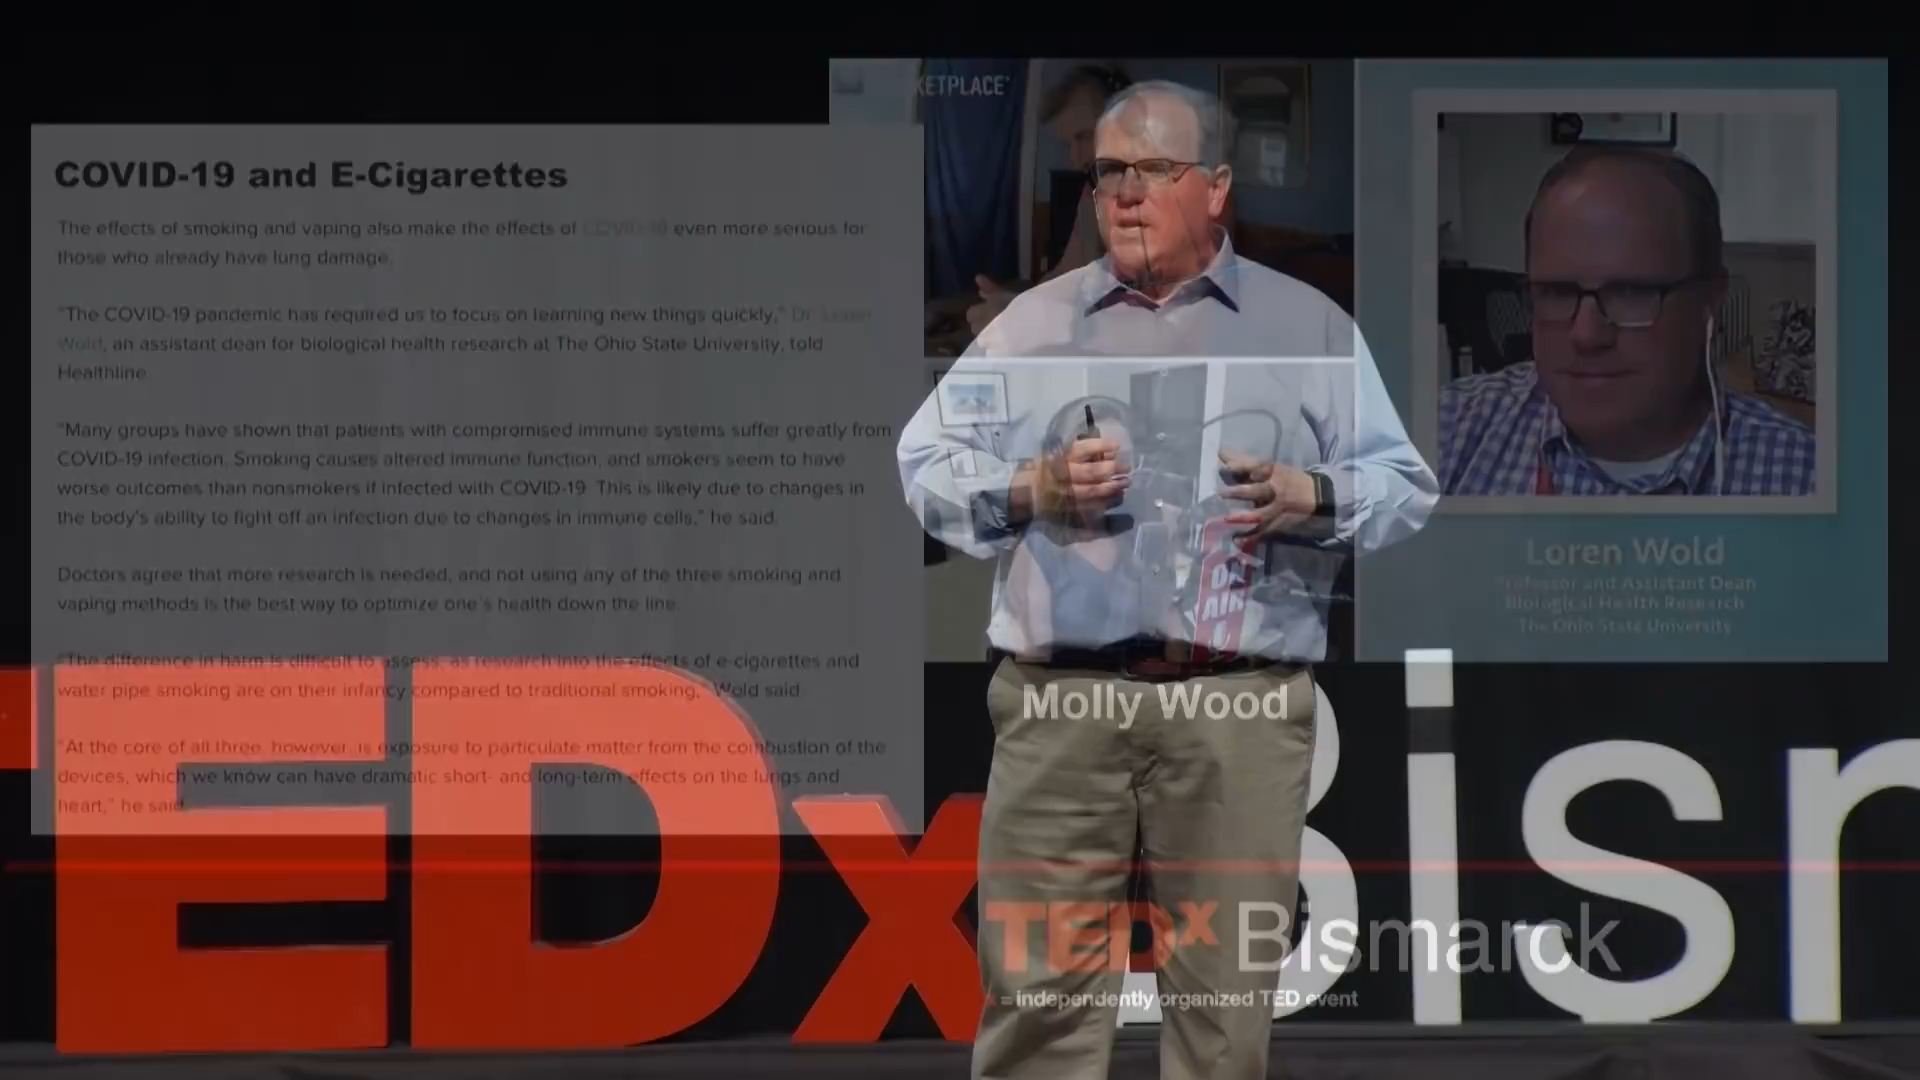 KETPLACE
COVID-19 and E-Cigarettes
The effects of smoking and vaping also make the effects of COVID-19 even more serious for
those who already have lung damage.
"The COVID-19 pandemic has required us to focus on learning new things quickly," Dr. Loren
Wold, an assistant dean for biological health research at The Ohio State University, told
Healthline.
"Many groups have shown that patients with compromised immune systems suffer greatly from
COVID-19 infection. Smoking causes altered immune function, and smokers seem to have
worse outcomes than nonsmokers if infected with COVID-19. This is likely due to changes in
the body's ability to fight off an infection due to changes in immune cells," he said.
Doctors agree that more research is needed, and not using any of the three smoking and
vaping methods is the best way to optimize one's health down the line.
"The difference in harm is difficult to assess, as research into the effects of e-cigarettes and
water pipe smoking are on their infancy compared to traditional smoking," Wold said.
"At the core of all three, however, is exposure to particulate matter from the combustion of the
devices, which we know can have dramatic short- and long-term effects on the lungs and
heart," he said.
ON
AIR
Loren Wold
Professor and Assistant Dean
Biological Health Research
The Ohio State University
Molly Wood
TEDx Bism
TEDx Bismarck
x = independently organized TED event